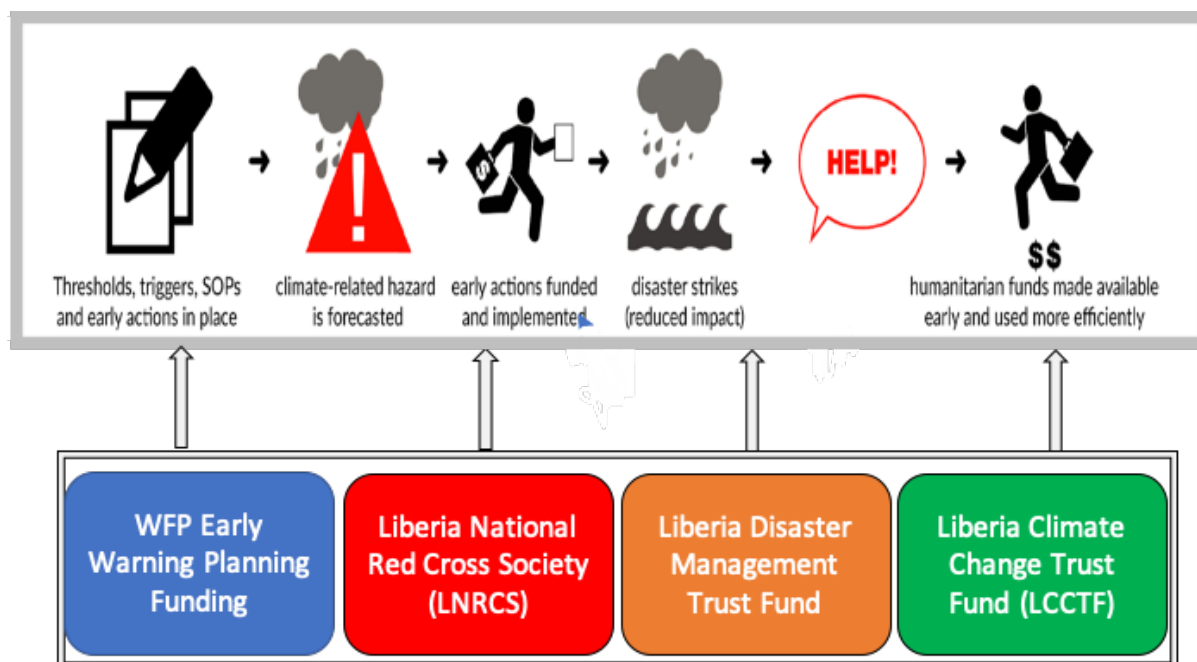 !
$
HELP!
$$
Thresholds, triggers, SOPs
and early actions in place
climate-related hazard
is forecasted
early actions funded
and implemented
disaster strikes
(reduced impact)
humanitarian funds made available
early and used more efficiently
WFP Early
Warning Planning
Funding
Liberia National
Red Cross Society
(LNRCS)
Liberia Disaster
Management
Trust Fund
Liberia Climate
Change Trust
Fund (LCCTF)